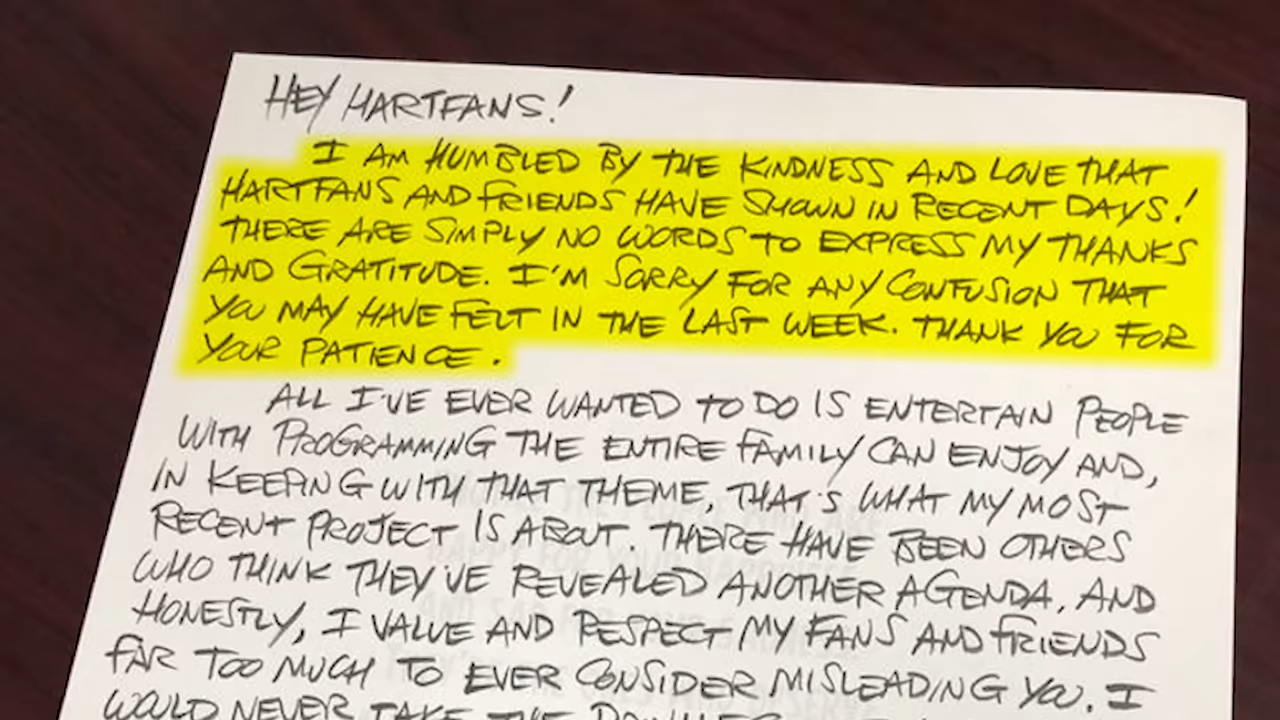 HEY HARTFANS!
I AM HUMBLED BY THE KINDNESS AND LOVE THAT
HARTFANS AND FRIENDS HAVE SHOWN IN RECENT DAYS!
THERE ARE SIMPLY NO WORDS TO EXPRESS MY THANKS
AND GRATITUDE. I'M SORRY FOR ANY CONFUSION THAT
YOU MAY HAVE FELT IN THE LAST WEEK. THANK YOU FOR
YOUR PATIENCE.
ALL I'VE EVER WANTED TO DO IS ENTERTAIN PEOPLE
WITH PROGRAMMING THE ENTIRE FAMILY CAN ENJOY AND,
IN KEEPING WITH THAT THEME, THAT'S WHAT MY MOST
RECENT PROJECT IS ABOUT. THERE HAVE BEEN OTHERS
WHO THINK THEY'VE REVEALED ANOTHER AGENDA, AND
HONESTLY, I VALUE AND RESPECT MY FANS AND FRIENDS
FAR TOO MUCH TO EVER CONSIDER MISLEADING YOU. I
WOULD NEVER TAKE THE